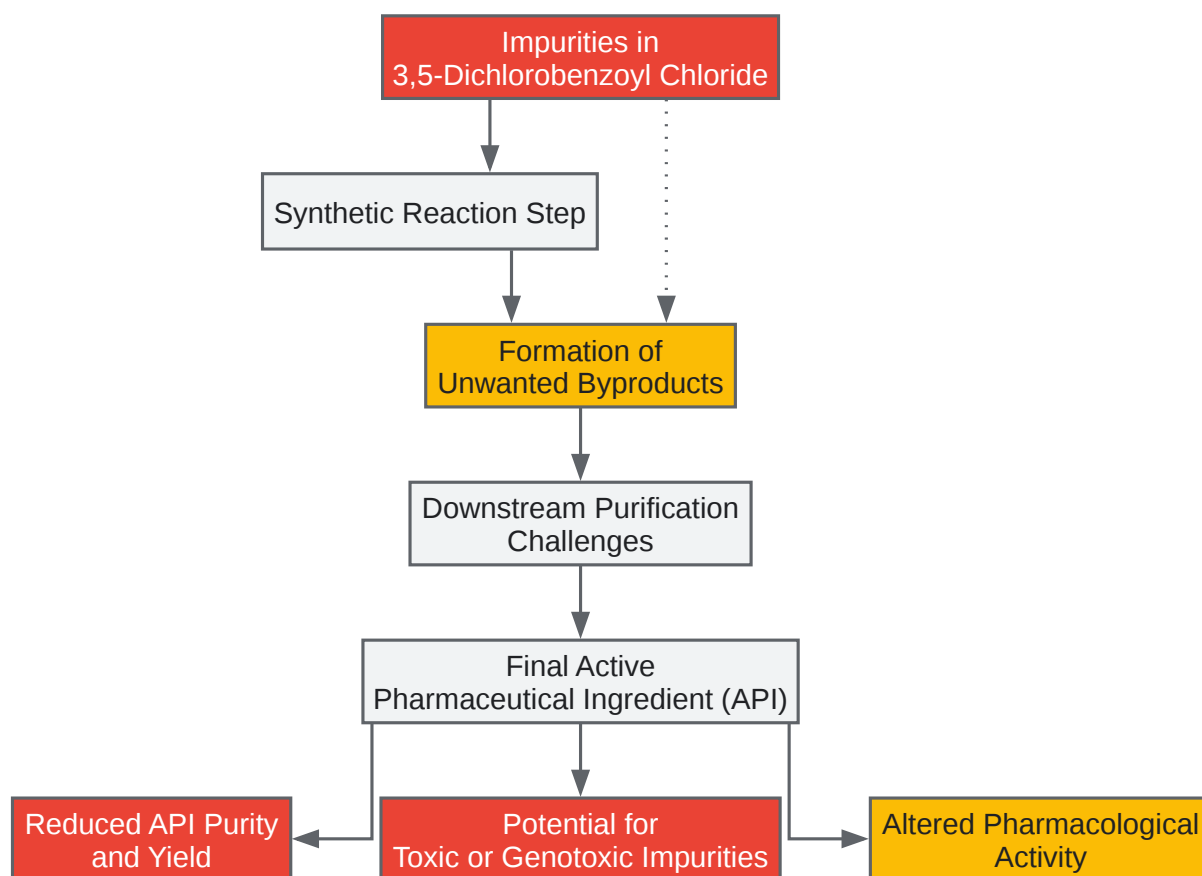 Impurities in
3,5-Dichlorobenzoyl Chloride
Synthetic Reaction Step
Formation of
Unwanted Byproducts
Downstream Purification
Challenges
Final Active
Pharmaceutical Ingredient (API)
Reduced API Purity
and Yield
Potential for
Toxic or Genotoxic Impurities
Altered Pharmacological
Activity